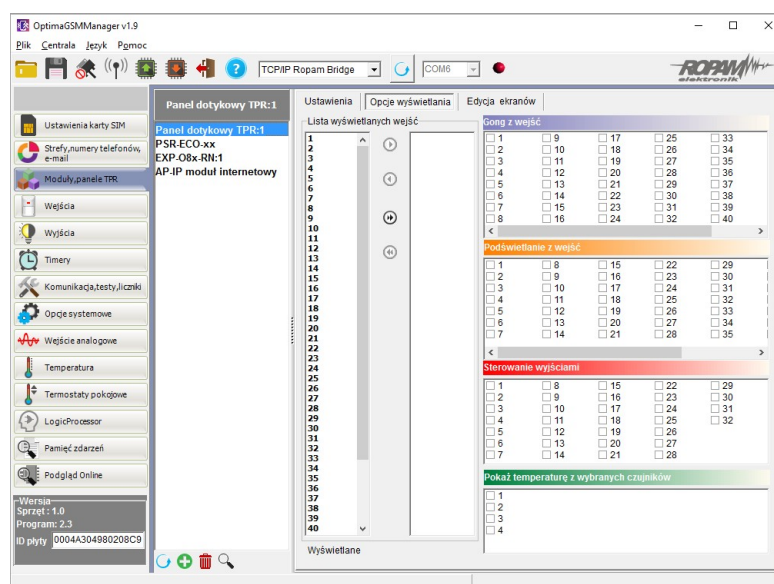 OptimaGSMManager v1.9
Plik Centrala Język Pomoc
TCP/IP Ropam Bridge
COM6
ROPAM
elektronik
Ustawienia karty SIM
Strefy,numery telefonów,
e-mail
Moduły,panele TPR
Wejścia
Wyjścia
Timery
Komunikacja,testy,liczniki
Opcje systemowe
Wejście analogowe
Temperatura
Termostaty pokojowe
LogicProcessor
Pamięć zdarzeń
Podgląd Online
Wersja
Sprzęt : 1.0
Program: 2.3
ID płyty 0004A304980208C9
Panel dotykowy TPR:1
Panel dotykowy TPR:1
PSR-ECO-xx
EXP-O8x-RN:1
AP-IP moduł internetowy
Ustawienia Opcje wyświetlania Edycja ekranów
Lista wyświetlanych wejść
1
2
3
4
5
6
7
8
9
10
11
12
13
14
15
16
17
18
19
20
21
22
23
24
25
26
27
28
29
30
31
32
33
34
35
36
37
38
39
40
Wyświetlane
Gong z wejść
1 9 17 25 33
2 10 18 26 34
3 11 19 27 35
4 12 20 28 36
5 13 21 29 37
6 14 22 30 38
7 15 23 31 39
8 16 24 32 40
Podświetlanie z wejść
1 8 15 22 29
2 9 16 23 30
3 10 17 24 31
4 11 18 25 32
5 12 19 26 33
6 13 20 27 34
7 14 21 28 35
Sterowanie wyjściami
1 8 15 22 29
2 9 16 23 30
3 10 17 24 31
4 11 18 25 32
5 12 19 26
6 13 20 27
7 14 21 28
Pokaż temperaturę z wybranych czujników
1
2
3
4